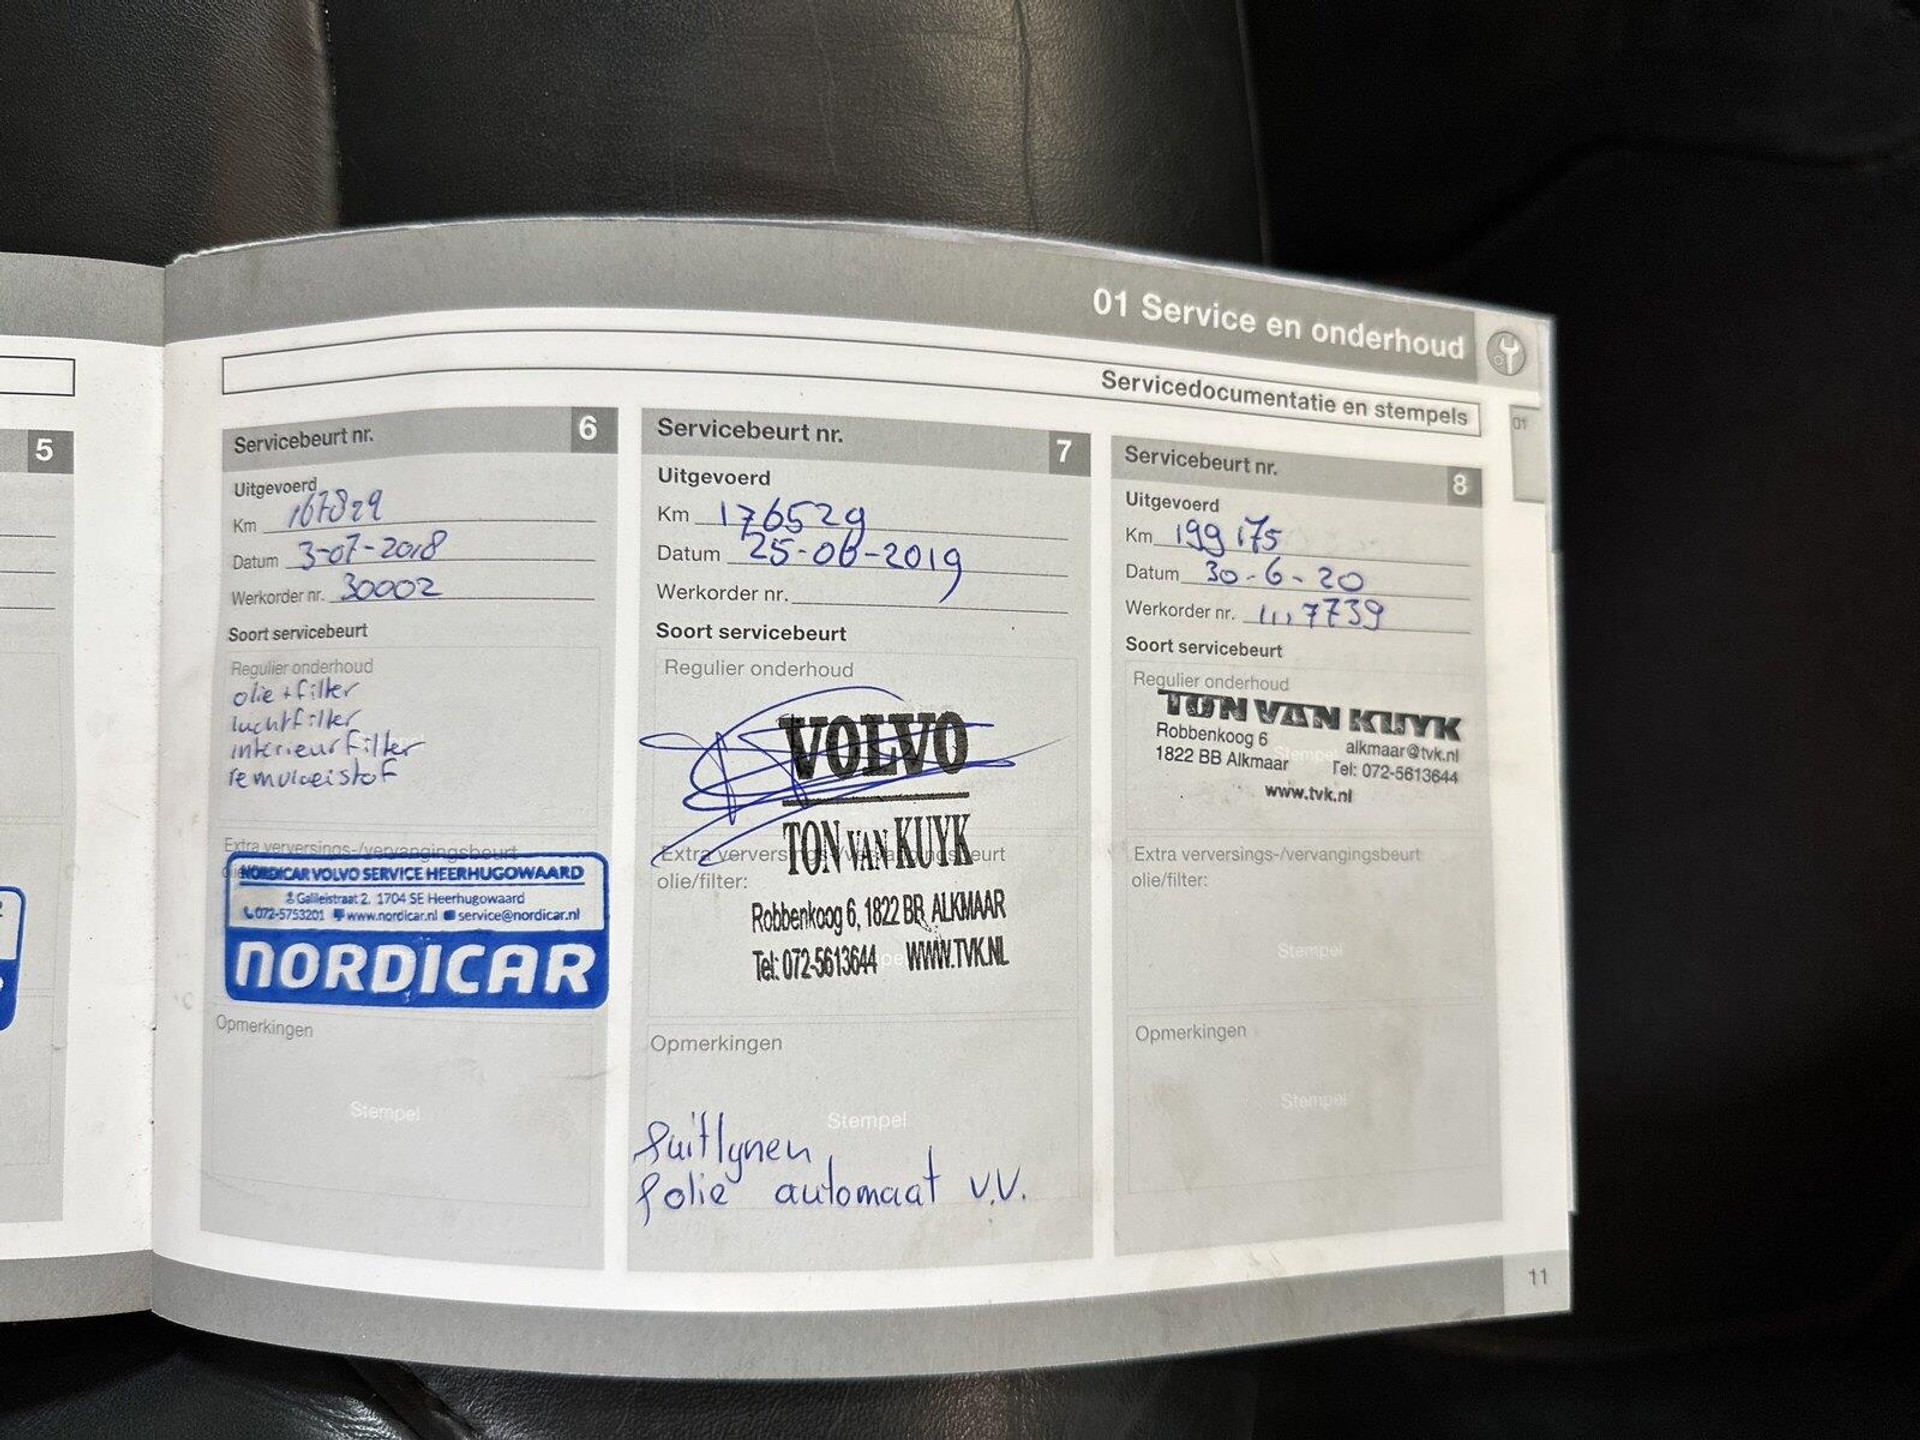 01 Service en onderhoud
Servicedocumentatie en stempels
01
5
Servicebeurt nr. 6
Uitgevoerd
Km 167829
Datum 3-07-2018
Werkorder nr. 30002
Soort servicebeurt
Regulier onderhoud
olie + filter
luchtfilter
interieurfilter
remvloeistof
Extra verversings-/vervangingsbeurt
NORDICAR VOLVO SERVICE HEERHUGOWAARD
Galileistraat 2, 1704 SE Heerhugowaard
072-5753201 www.nordicar.nl service@nordicar.nl
NORDICAR
Opmerkingen
Stempel
Servicebeurt nr. 7
Uitgevoerd
Km 176529
Datum 25-06-2019
Werkorder nr.
Soort servicebeurt
Regulier onderhoud
VOLVO
TON VAN KUYK
Extra verversings-/vervangingsbeurt
olie/filter:
Robbenkoog 6, 1822 BB ALKMAAR
Tel: 072-5613644 WWW.TVK.NL
Opmerkingen
Stempel
olie automaat v.v.
Servicebeurt nr. 8
Uitgevoerd
Km 199175
Datum 30-6-20
Werkorder nr. 7739
Soort servicebeurt
Regulier onderhoud
TON VAN KUYK
Robbenkoog 6 alkmaar@tvk.nl
1822 BB Alkmaar Tel: 072-5613644
www.tvk.nl
Stempel
Extra verversings-/vervangingsbeurt
olie/filter:
Stempel
Opmerkingen
Stempel
11